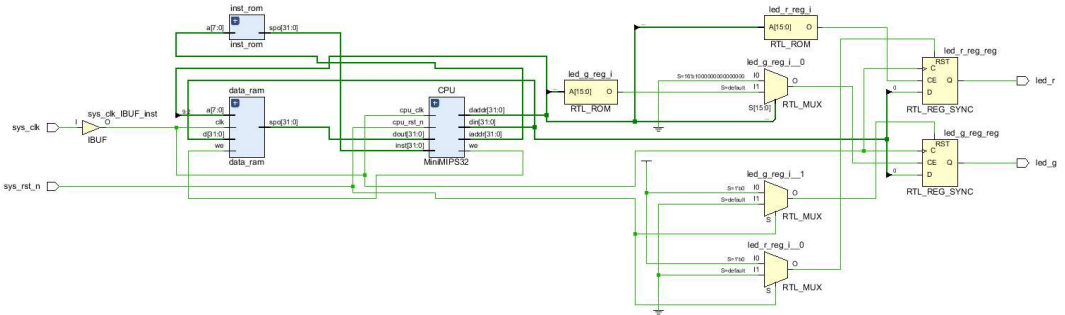 inst_rom
a[7:0]
spo[31:0]
inst_rom
led_r_reg_i
A[15:0]
O
RTL_ROM
led_r_reg_reg
RST
C
CE
Q
D
RTL_REG_SYNC
led_r
led_g_reg_i__0
I0
S=default
I1
O
S[15:0]
RTL_MUX
led_g_reg_i
A[15:0]
O
RTL_ROM
data_ram
a[7:0]
clk
d[31:0]
we
spo[31:0]
data_ram
CPU
cpu_clk
cpu_rst_n
dout[31:0]
inst[31:0]
daddr[31:0]
din[31:0]
iaddr[31:0]
we
MiniMIPS32
sys_clk_IBUF_inst
sys_clk
I
O
IBUF
sys_rst_n
led_g_reg_reg
RST
C
CE
Q
D
RTL_REG_SYNC
led_g
0
0
led_g_reg_i__1
S=1'b0
I0
S=default
I1
O
S
RTL_MUX
led_r_reg_i__0
S=1'b0
I0
S=default
I1
O
S
RTL_MUX